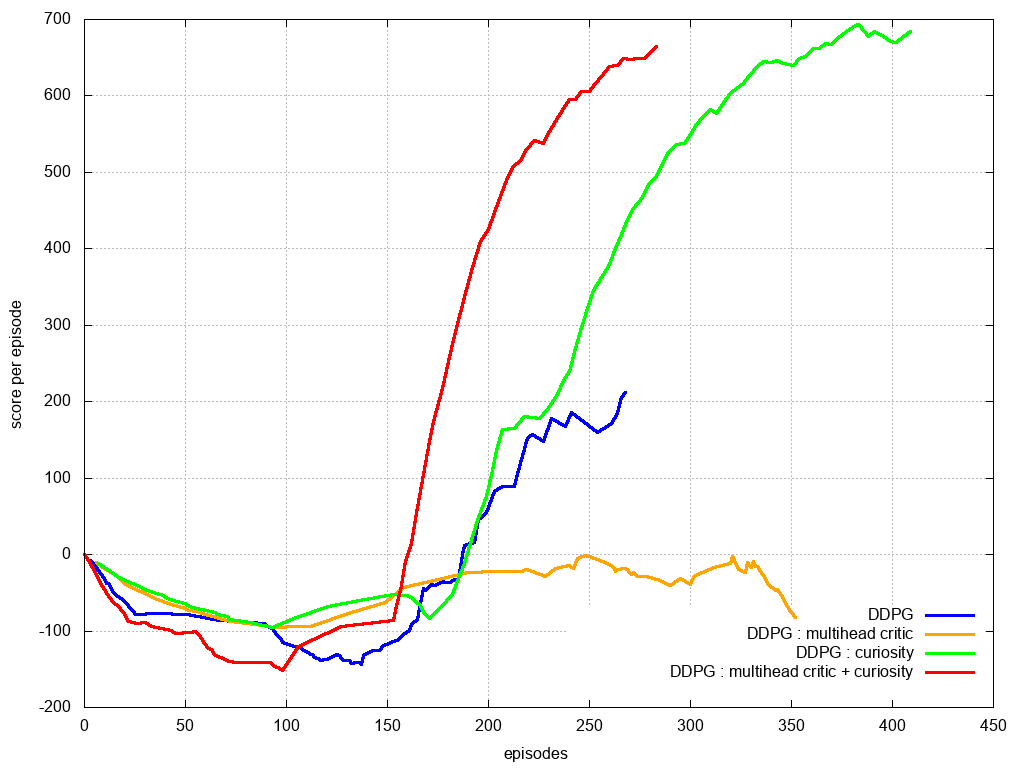 700
600
500
400
300
200
100
0
-100
-200
score per episode
DDPG
DDPG : multihead critic
DDPG : curiosity
DDPG : multihead critic + curiosity
0 50 100 150 200 250 300 350 400 450
episodes